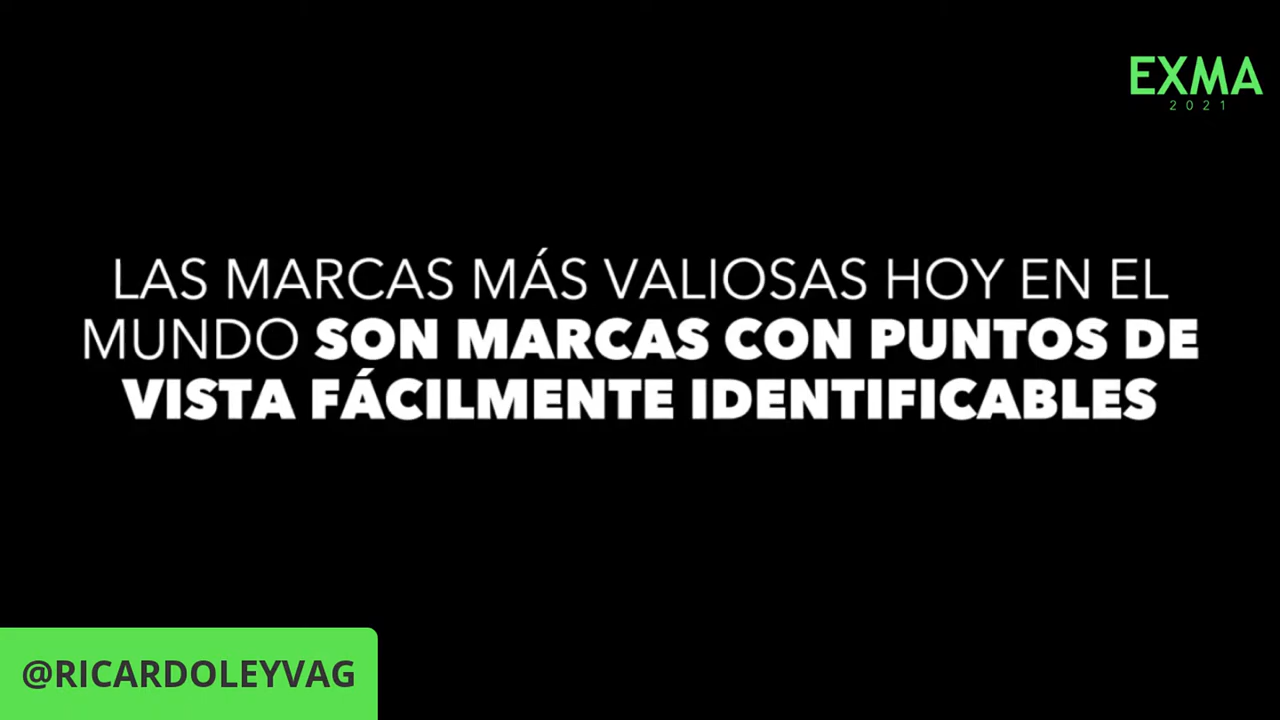 EXMA
2021
LAS MARCAS MÁS VALIOSAS HOY EN EL
MUNDO SON MARCAS CON PUNTOS DE
VISTA FÁCILMENTE IDENTIFICABLES
@RICARDOLEYVAG